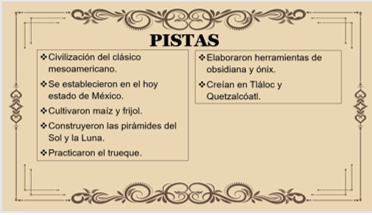 PISTAS
❖Civilización del clásico
mesoamericano.
❖Se establecieron en el hoy
estado de México.
❖Cultivaron maíz y frijol.
❖Construyeron las pirámides del
Sol y la Luna.
❖Practicaron el trueque.
❖Elaboraron herramientas de
obsidiana y ónix.
❖Creían en Tláloc y
Quetzalcóatl.